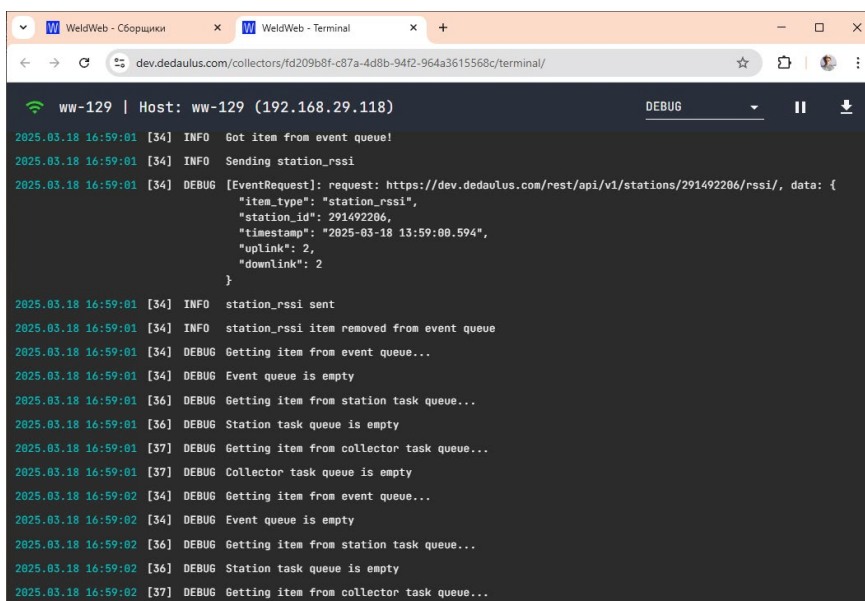 WeldWeb - Сборщики
WeldWeb - Terminal
dev.dedaulus.com/collectors/fd209b8f-c87a-4d8b-94f2-964a3615568c/terminal/
ww-129 | Host: ww-129 (192.168.29.118)
DEBUG
2025.03.18 16:59:01 [34] INFO Got item from event queue!
2025.03.18 16:59:01 [34] INFO Sending station_rssi
2025.03.18 16:59:01 [34] DEBUG [EventRequest]: request: https://dev.dedaulus.com/rest/api/v1/stations/291492206/rssi/, data: {
"item_type": "station_rssi",
"station_id": 291492206,
"timestamp": "2025-03-18 13:59:00.594",
"uplink": 2,
"downlink": 2
}
2025.03.18 16:59:01 [34] INFO station_rssi sent
2025.03.18 16:59:01 [34] INFO station_rssi item removed from event queue
2025.03.18 16:59:01 [34] DEBUG Getting item from event queue...
2025.03.18 16:59:01 [34] DEBUG Event queue is empty
2025.03.18 16:59:01 [36] DEBUG Getting item from station task queue...
2025.03.18 16:59:01 [36] DEBUG Station task queue is empty
2025.03.18 16:59:01 [37] DEBUG Getting item from collector task queue...
2025.03.18 16:59:01 [37] DEBUG Collector task queue is empty
2025.03.18 16:59:02 [34] DEBUG Getting item from event queue...
2025.03.18 16:59:02 [34] DEBUG Event queue is empty
2025.03.18 16:59:02 [36] DEBUG Getting item from station task queue...
2025.03.18 16:59:02 [36] DEBUG Station task queue is empty
2025.03.18 16:59:02 [37] DEBUG Getting item from collector task queue...